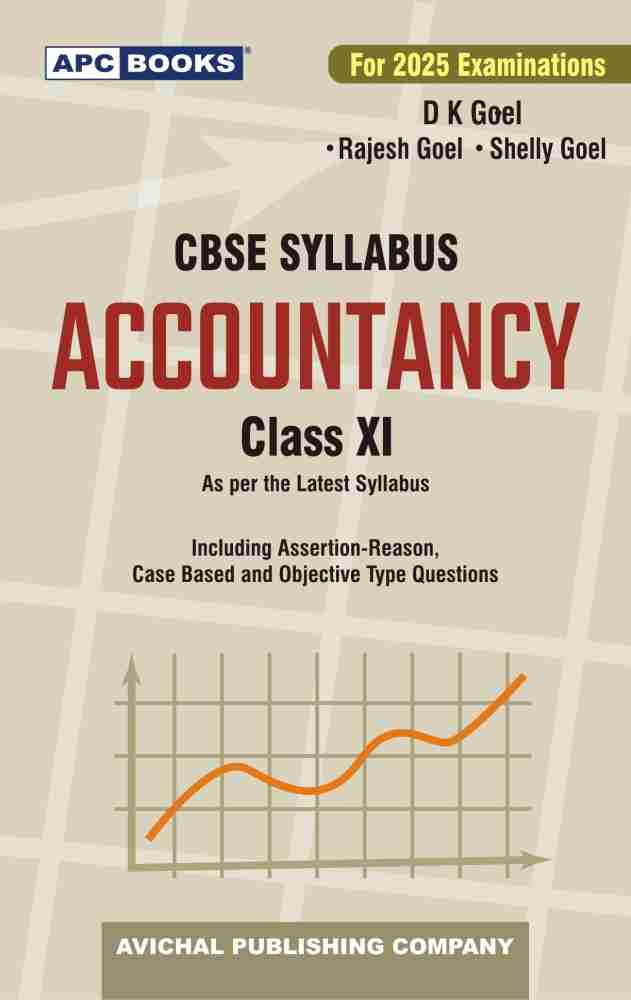 APC BOOKS
For 2025 Examinations
D K Goel
• Rajesh Goel • Shelly Goel
CBSE SYLLABUS
ACCOUNTANCY
Class XI
As per the Latest Syllabus
Including Assertion-Reason,
Case Based and Objective Type Questions
AVICHAL PUBLISHING COMPANY